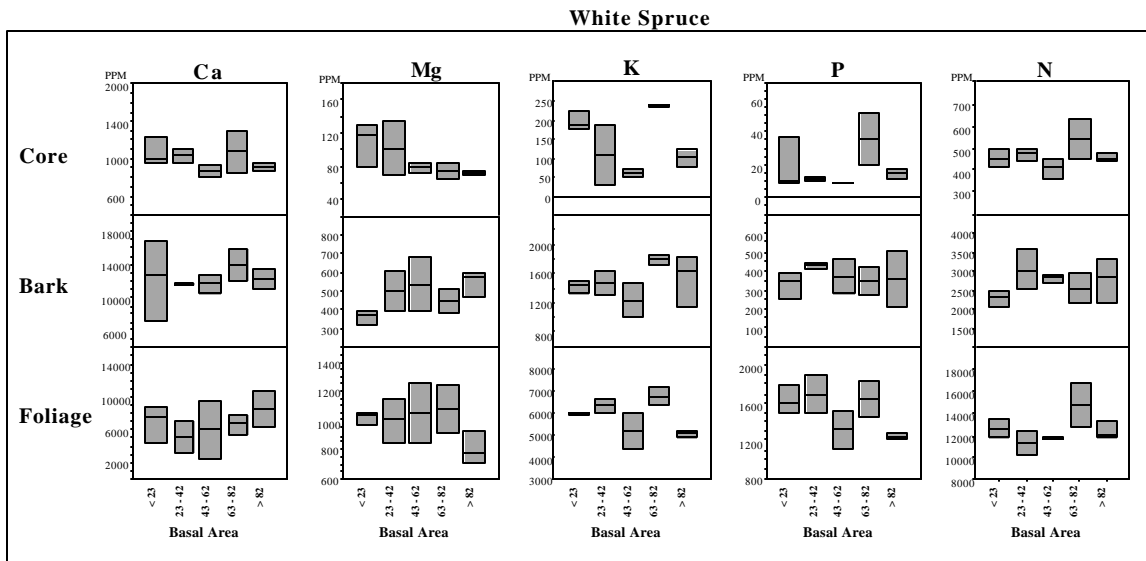 White Spruce
Ca Mg K P N
PPM PPM PPM PPM PPM
Core
2000 1400 1000 600
160 120 80 40
250 200 150 100 50 0
60 40 20 0
700 600 500 400 300
Bark
18000 14000 10000 6000
800 700 600 500 400 300
2000 1600 1200 800
600 500 400 300 200 100
4000 3500 3000 2500 2000 1500
Foliage
14000 10000 6000 2000
1400 1200 1000 800 600
7000 6000 5000 4000 3000
2000 1600 1200 800
18000 16000 14000 12000 10000 8000
< 23 23 - 42 43 - 62 63 - 82 > 82
< 23 23 - 42 43 - 62 63 - 82 > 82
< 23 23 - 42 43 - 62 63 - 82 > 82
< 23 23 - 42 43 - 62 63 - 82 > 82
< 23 23 - 42 43 - 62 63 - 82 > 82
Basal Area Basal Area Basal Area Basal Area Basal Area